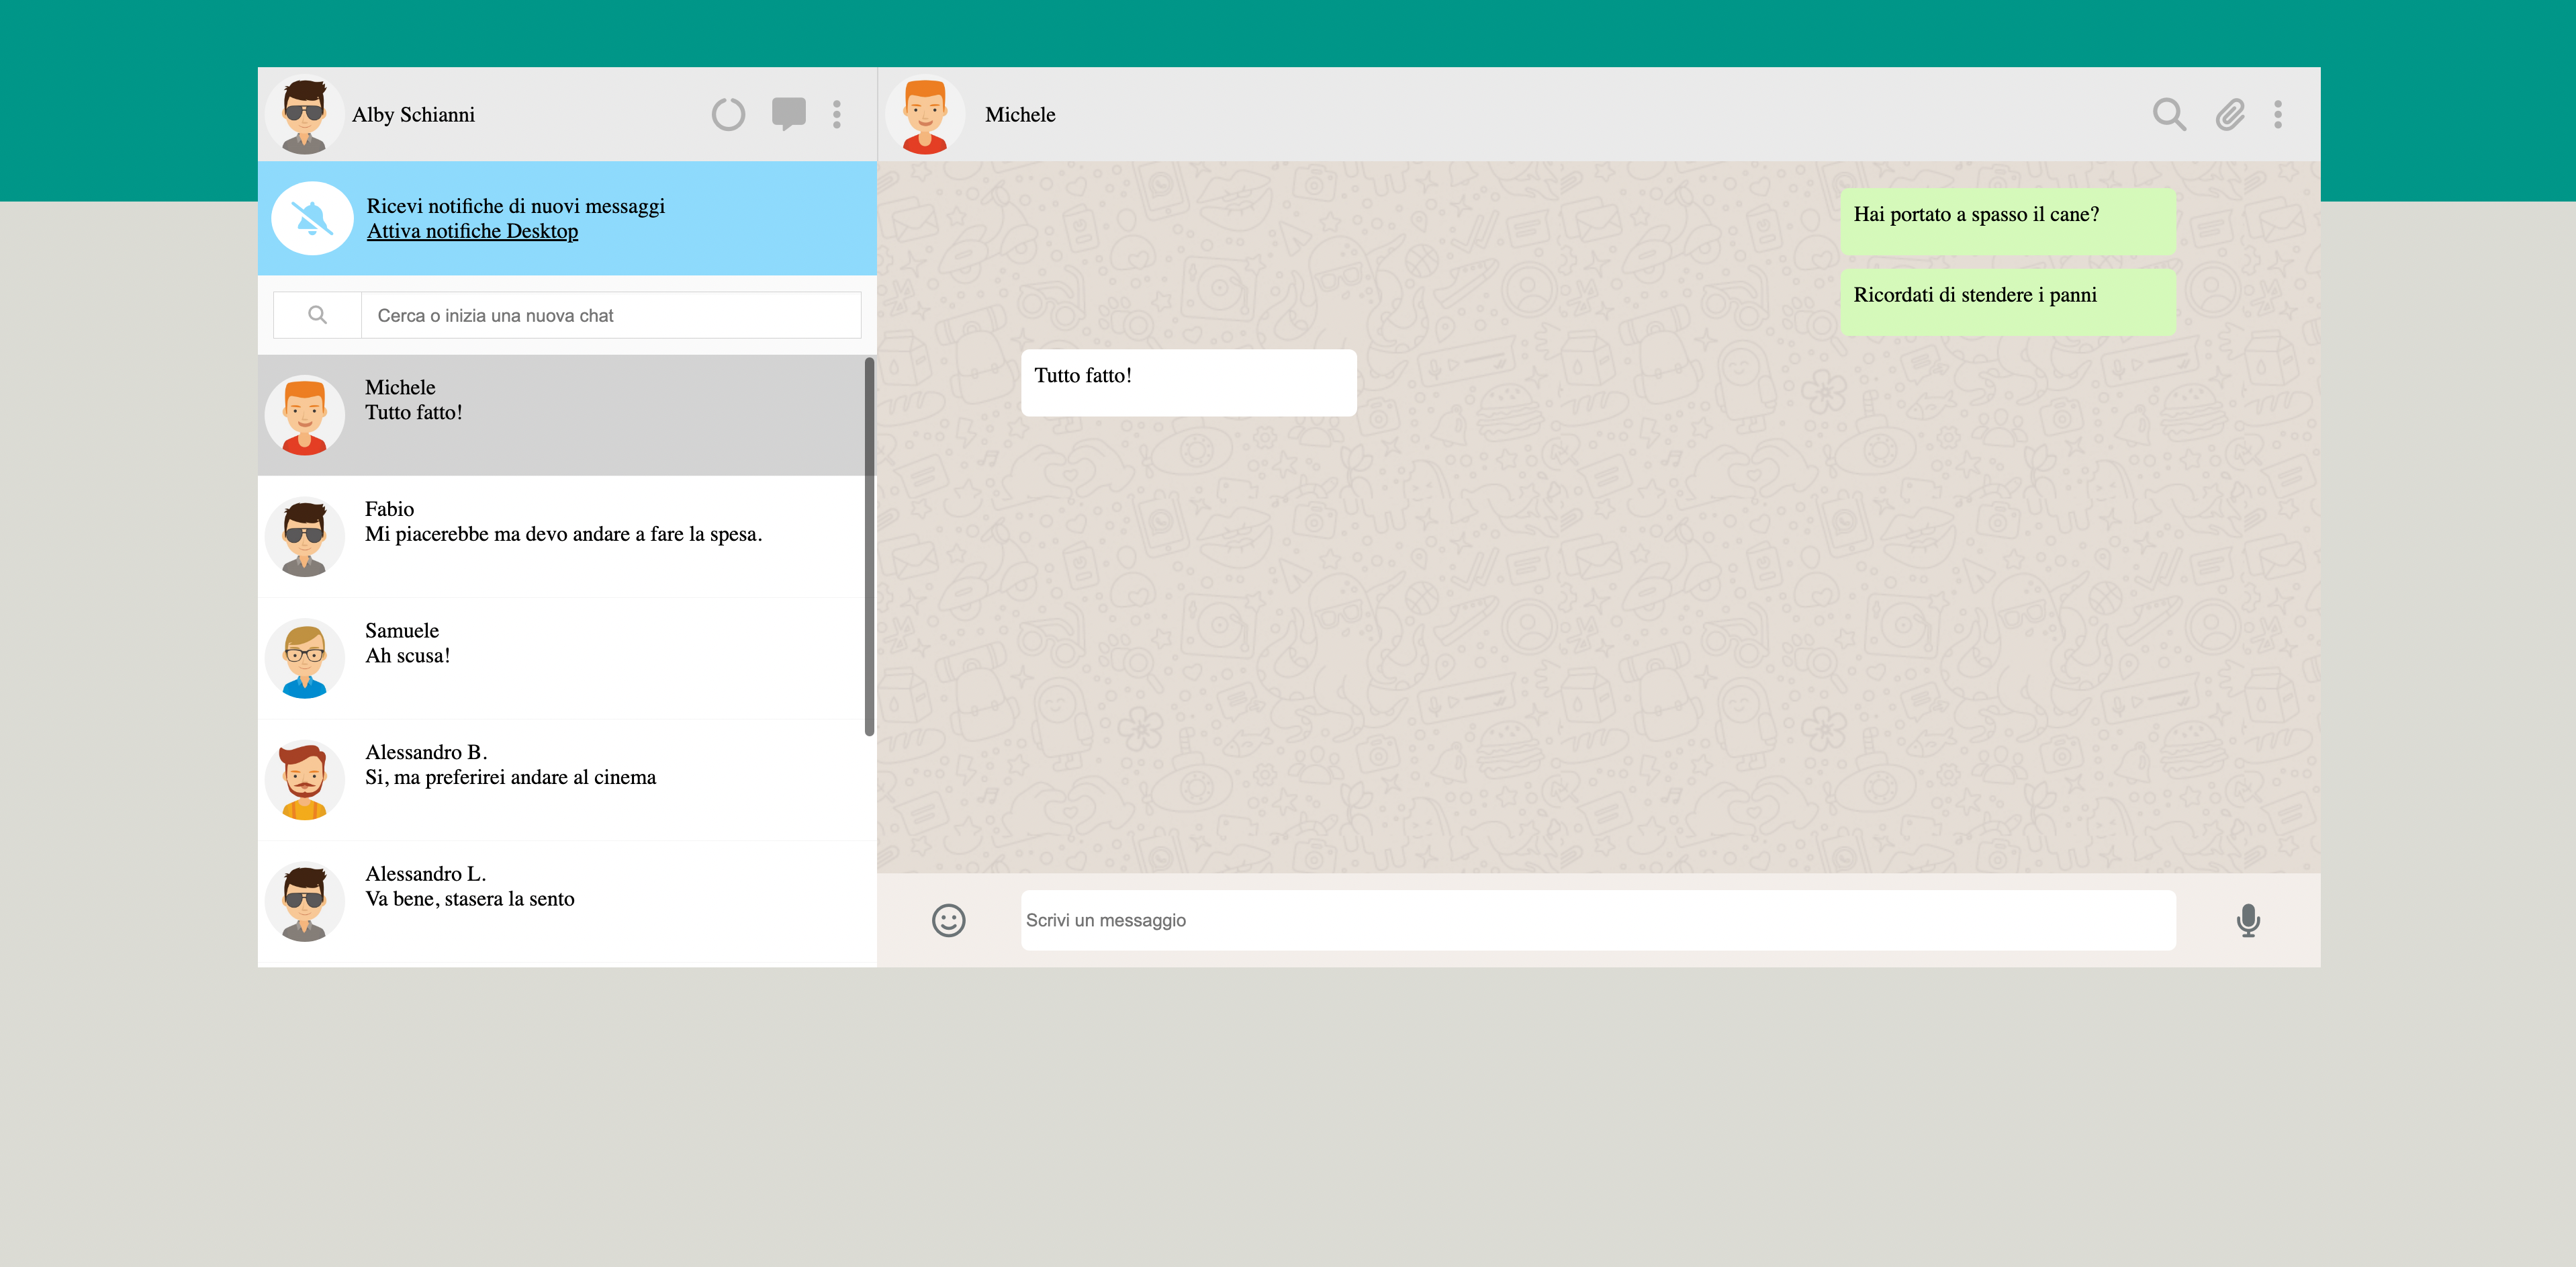 Alby Schianni
Ricevi notifiche di nuovi messaggi
Attiva notifiche Desktop
Cerca o inizia una nuova chat
Michele
Tutto fatto!
Fabio
Mi piacerebbe ma devo andare a fare la spesa.
Samuele
Ah scusa!
Alessandro B.
Si, ma preferirei andare al cinema
Alessandro L.
Va bene, stasera la sento
Michele
Hai portato a spasso il cane?
Ricordati di stendere i panni
Tutto fatto!
Scrivi un messaggio